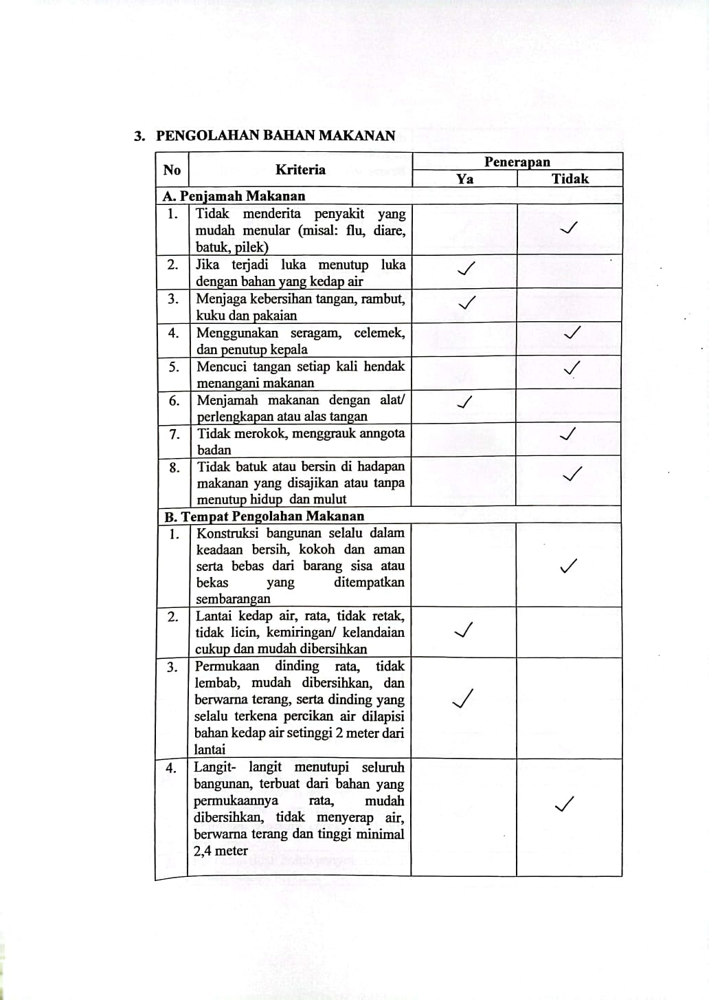 3. PENGOLAHAN BAHAN MAKANAN
No Kriteria Penerapan
Ya Tidak
A. Penjamah Makanan
1. Tidak menderita penyakit yang
mudah menular (misal: flu, diare,
batuk, pilek) ✓
2. Jika terjadi luka menutup luka
dengan bahan yang kedap air ✓
3. Menjaga kebersihan tangan, rambut,
kuku dan pakaian ✓
4. Menggunakan seragam, celemek,
dan penutup kepala ✓
5. Mencuci tangan setiap kali hendak
menangani makanan ✓
6. Menjamah makanan dengan alat/
perlengkapan atau alas tangan ✓
7. Tidak merokok, menggrauk anngota
badan ✓
8. Tidak batuk atau bersin di hadapan
makanan yang disajikan atau tanpa
menutup hidup dan mulut ✓
B. Tempat Pengolahan Makanan
1. Konstruksi bangunan selalu dalam
keadaan bersih, kokoh dan aman
serta bebas dari barang sisa atau
bekas yang ditempatkan
sembarangan ✓
2. Lantai kedap air, rata, tidak retak,
tidak licin, kemiringan/ kelandaian
cukup dan mudah dibersihkan ✓
3. Permukaan dinding rata, tidak
lembab, mudah dibersihkan, dan
berwarna terang, serta dinding yang
selalu terkena percikan air dilapisi
bahan kedap air setinggi 2 meter dari
lantai ✓
4. Langit- langit menutupi seluruh
bangunan, terbuat dari bahan yang
permukaannya rata, mudah
dibersihkan, tidak menyerap air,
berwarna terang dan tinggi minimal
2,4 meter ✓